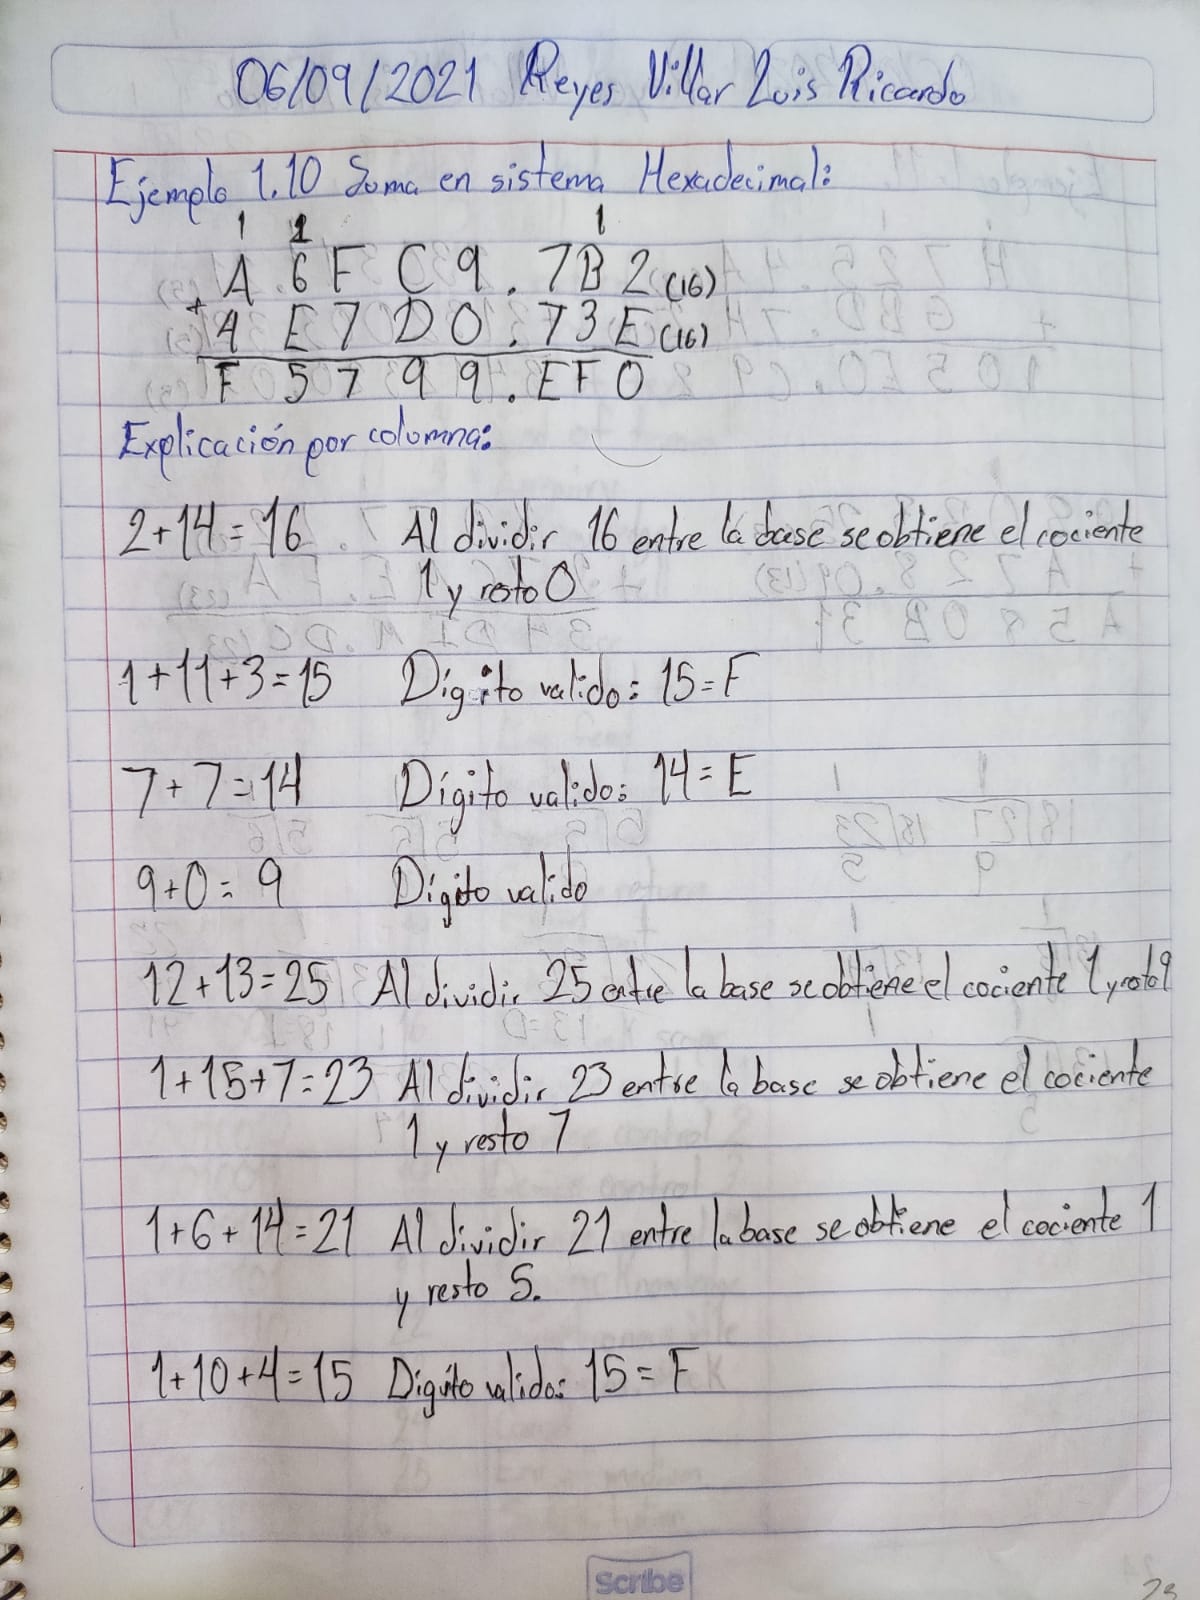 06/09/2021 Reyes Villar Luis Ricardo
Ejemplo 1.10 Suma en sistema Hexadecimal:
1 1 1
A 6 F C 9 . 7 B 2 (16)
+ 4 E 7 D 0 . 7 3 E (16)
F 5 7 9 9 . E F 0
Explicación por columna:
2+14=16 Al dividir 16 entre la base se obtiene el cociente
1 y resto 0
1+11+3=15 Dígito valido: 15=F
7+7=14 Dígito valido: 14=E
9+0=9 Dígito valido
12+13=25 Al dividir 25 entre la base se obtiene el cociente 1 y resto 9
1+15+7=23 Al dividir 23 entre la base se obtiene el cociente
1 y resto 7
1+6+14=21 Al dividir 21 entre la base se obtiene el cociente 1
y resto 5.
1+10+4=15 Digito valido: 15=F
Scribe